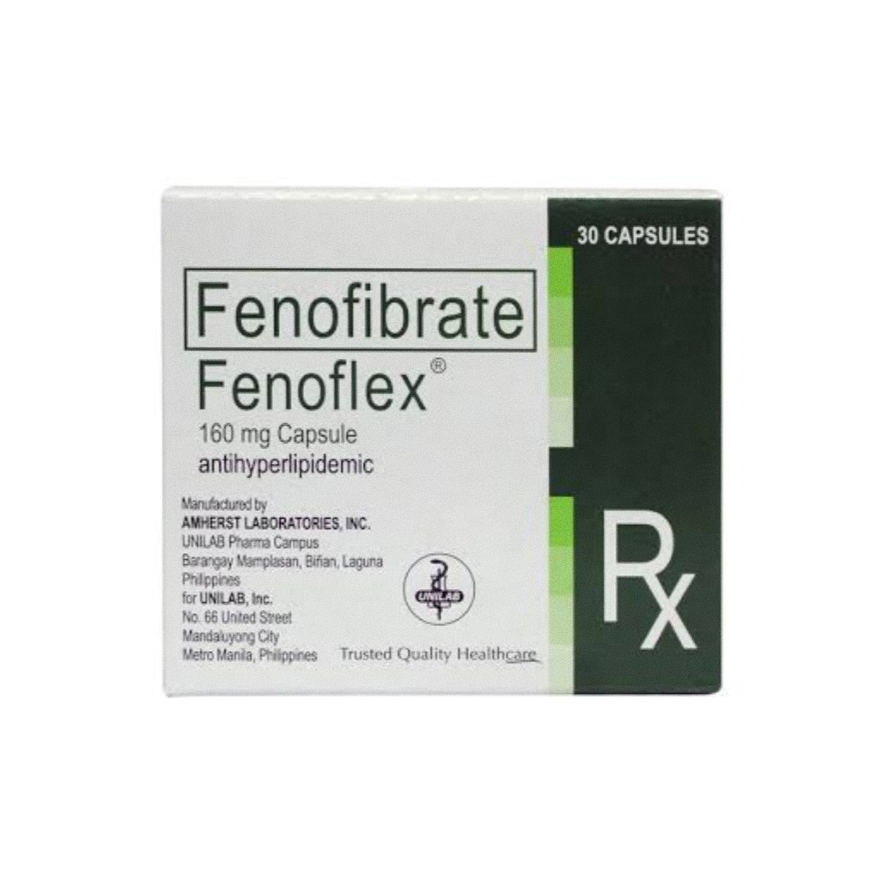 30 CAPSULES
Fenofibrate
Fenoflex®
160 mg Capsule
antihyperlipidemic
Manufactured by
AMHERST LABORATORIES, INC.
UNILAB Pharma Campus
Barangay Mamplasan, Biñan, Laguna
Philippines
for UNILAB, Inc.
No. 66 United Street
Mandaluyong City
Metro Manila, Philippines
UNILAB
Trusted Quality Healthcare
Rx